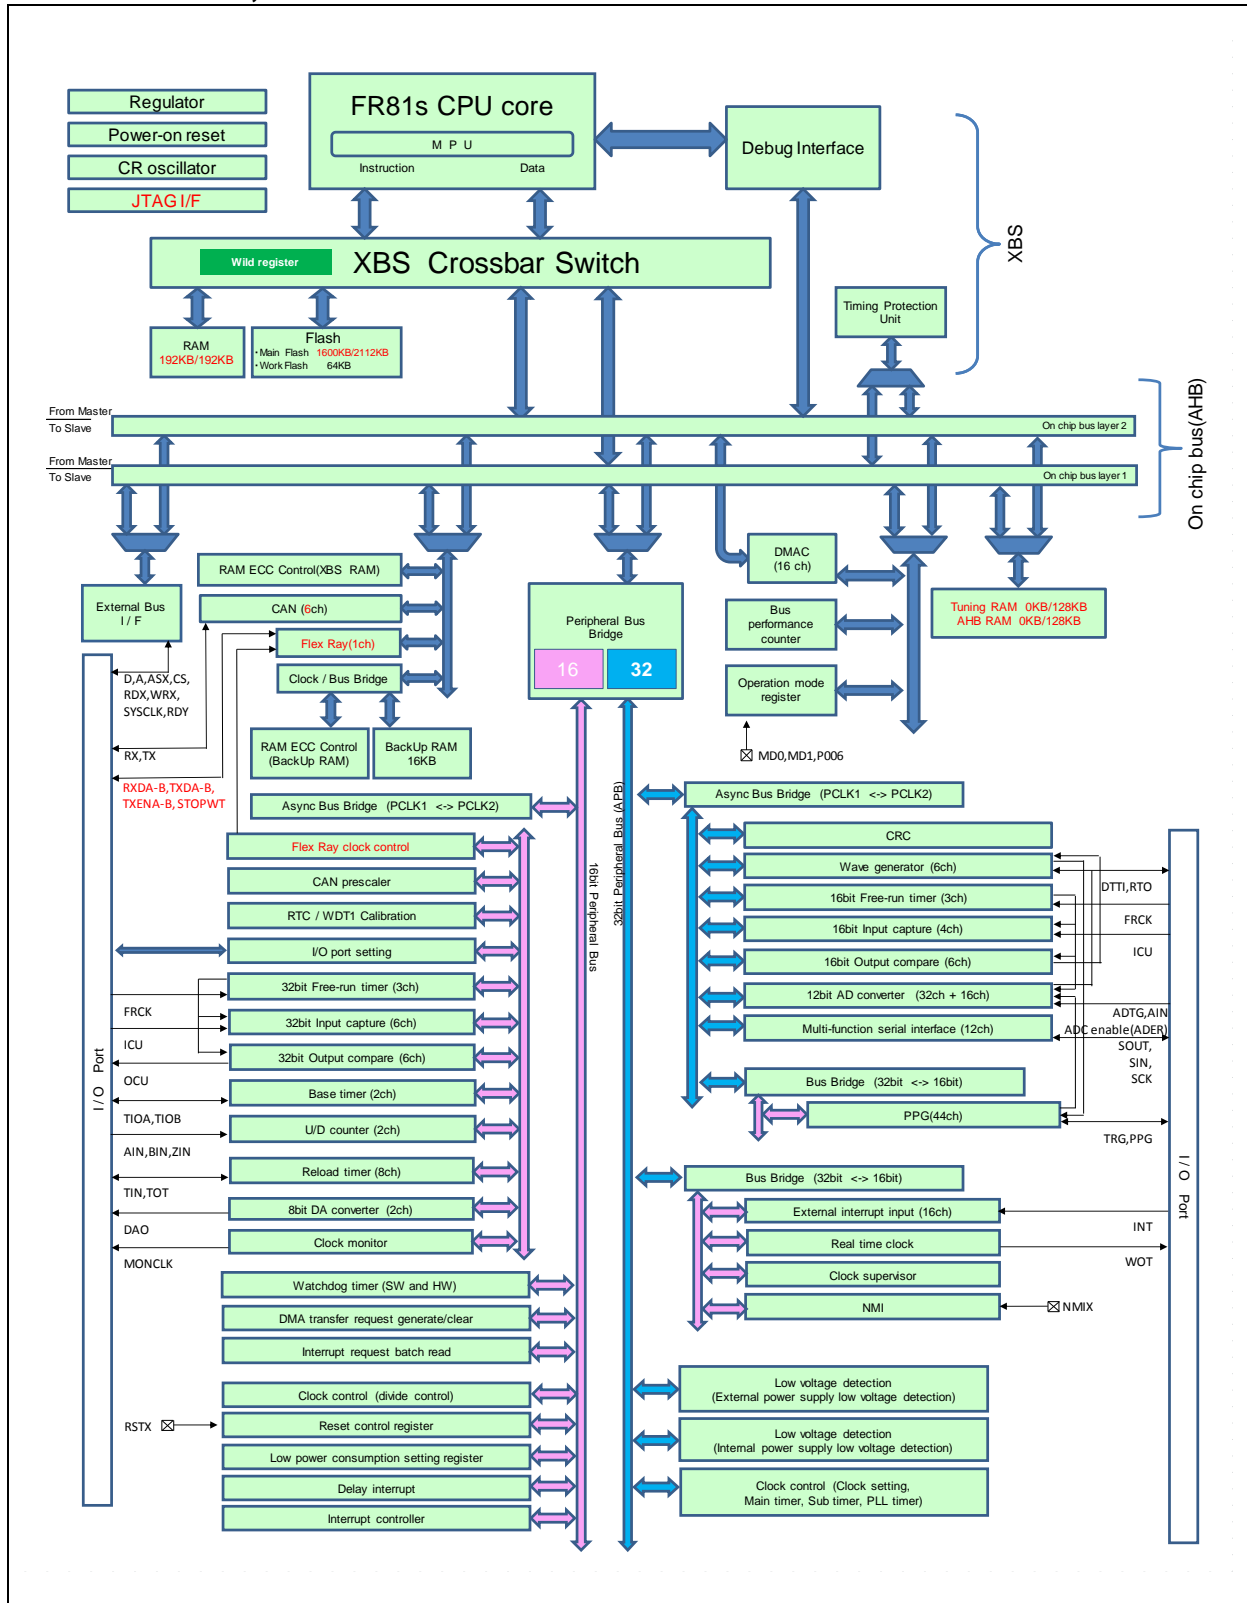 Regulator
Power-on reset
CR oscillator
JTAG I/F
FR81s CPU core
M P U
Instruction Data
Debug Interface
XBS
Wild register
XBS Crossbar Switch
RAM
192KB/192KB
Flash
・Main Flash 1600KB/2112KB
・Work Flash 64KB
Timing Protection
Unit
On chip bus(AHB)
From Master
To Slave
On chip bus layer 2
From Master
To Slave
On chip bus layer 1
External Bus
I / F
RAM ECC Control(XBS RAM)
CAN (6ch)
Flex Ray(1ch)
Clock / Bus Bridge
RAM ECC Control
(BackUp RAM)
BackUp RAM
16KB
Peripheral Bus
Bridge
16
32
DMAC
(16 ch)
Bus
performance
counter
Operation mode
register
MD0,MD1,P006
Tuning RAM 0KB/128KB
AHB RAM 0KB/128KB
D,A,ASX,CS,
RDX,WRX,
SYSCLK,RDY
RX,TX
RXDA-B,TXDA-B,
TXENA-B,STOPWT
Async Bus Bridge (PCLK1 <-> PCLK2)
Flex Ray clock control
CAN prescaler
RTC / WDT1 Calibration
I/O port setting
32bit Free-run timer (3ch)
FRCK
32bit Input capture (6ch)
ICU
32bit Output compare (6ch)
OCU
Base timer (2ch)
TIOA,TIOB
U/D counter (2ch)
AIN,BIN,ZIN
Reload timer (8ch)
TIN,TOT
8bit DA converter (2ch)
DAO
Clock monitor
MONCLK
I / O Port
Watchdog timer (SW and HW)
DMA transfer request generate/clear
Interrupt request batch read
Clock control (divide control)
RSTX
Reset control register
Low power consumption setting register
Delay interrupt
Interrupt controller
16bit Peripheral Bus
32bit Peripheral Bus (APB)
Async Bus Bridge (PCLK1 <-> PCLK2)
CRC
Wave generator (6ch)
DTTI,RTO
16bit Free-run timer (3ch)
FRCK
16bit Input capture (4ch)
ICU
16bit Output compare (6ch)
12bit AD converter (32ch + 16ch)
ADTG,AIN
ADC enable(ADER)
Multi-function serial interface (12ch)
SOUT,
SIN,
SCK
Bus Bridge (32bit <-> 16bit)
PPG(44ch)
TRG,PPG
Bus Bridge (32bit <-> 16bit)
External interrupt input (16ch)
INT
Real time clock
WOT
Clock supervisor
NMI
NMIX
I / O Port
Low voltage detection
(External power supply low voltage detection)
Low voltage detection
(Internal power supply low voltage detection)
Clock control (Clock setting,
Main timer, Sub timer, PLL timer)